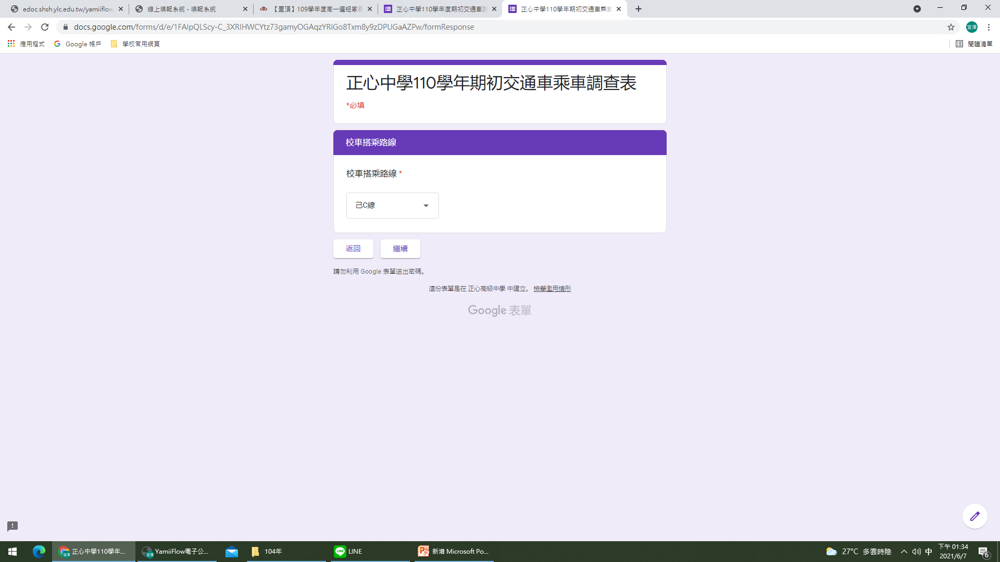 edoc.shsh.ylc.edu.tw/yamiiflow
線上填報系統 - 填報系統
【置頂】109學年度高一選組家長
正心中學110學年度期初交通車路
正心中學110學年期初交通車乘車
docs.google.com/forms/d/e/1FAIpQLScy-C_3XRlHWCYtz73gamyOGAqzYRiGo8Txm8y9zDPUGaAZPw/formResponse
宜澤
應用程式
Google 帳戶
學校常用網頁
閱讀清單
正心中學110學年期初交通車乘車調查表
*必填
校車搭乘路線
校車搭乘路線 *
己C線
返回
繼續
請勿利用 Google 表單送出密碼。
這份表單是在 正心高級中學 中建立。 檢舉濫用情形
Google 表單
正心中學110學年...
YamiiFlow電子公...
104年
LINE
新增 Microsoft Po...
27°C 多雲時陰
中
下午 01:34
2021/6/7
6